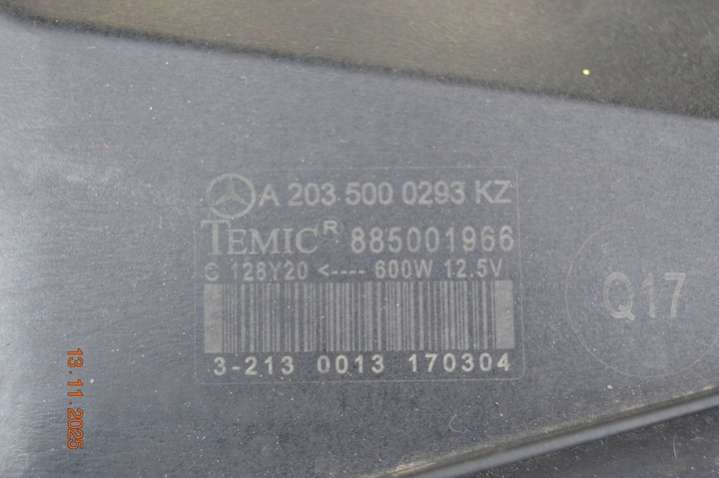 A 203 500 0293 KZ
TEMIC R 885001966
S 128Y20 <---- 600W 12.5V
3-213 0013 170304
Q17
13.11.2025